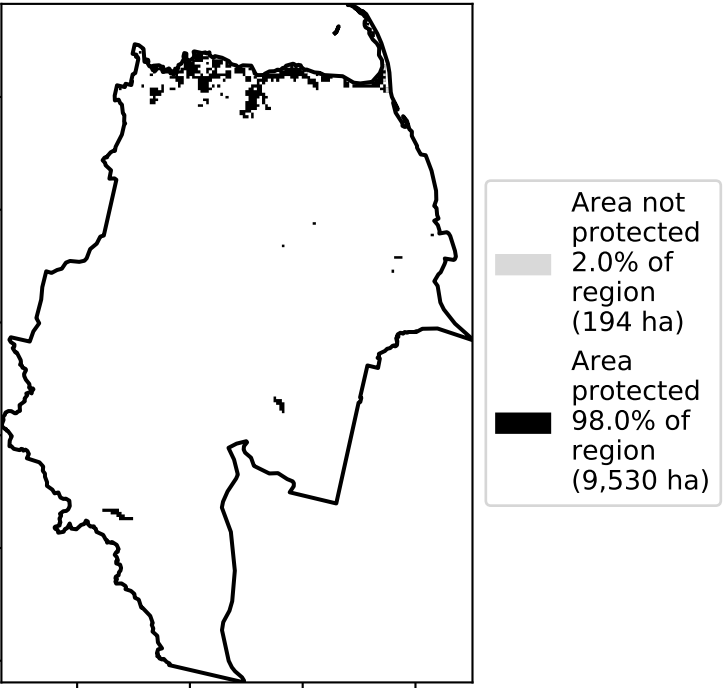 Area not
protected
2.0% of
region
(194 ha)
Area
protected
98.0% of
region
(9,530 ha)